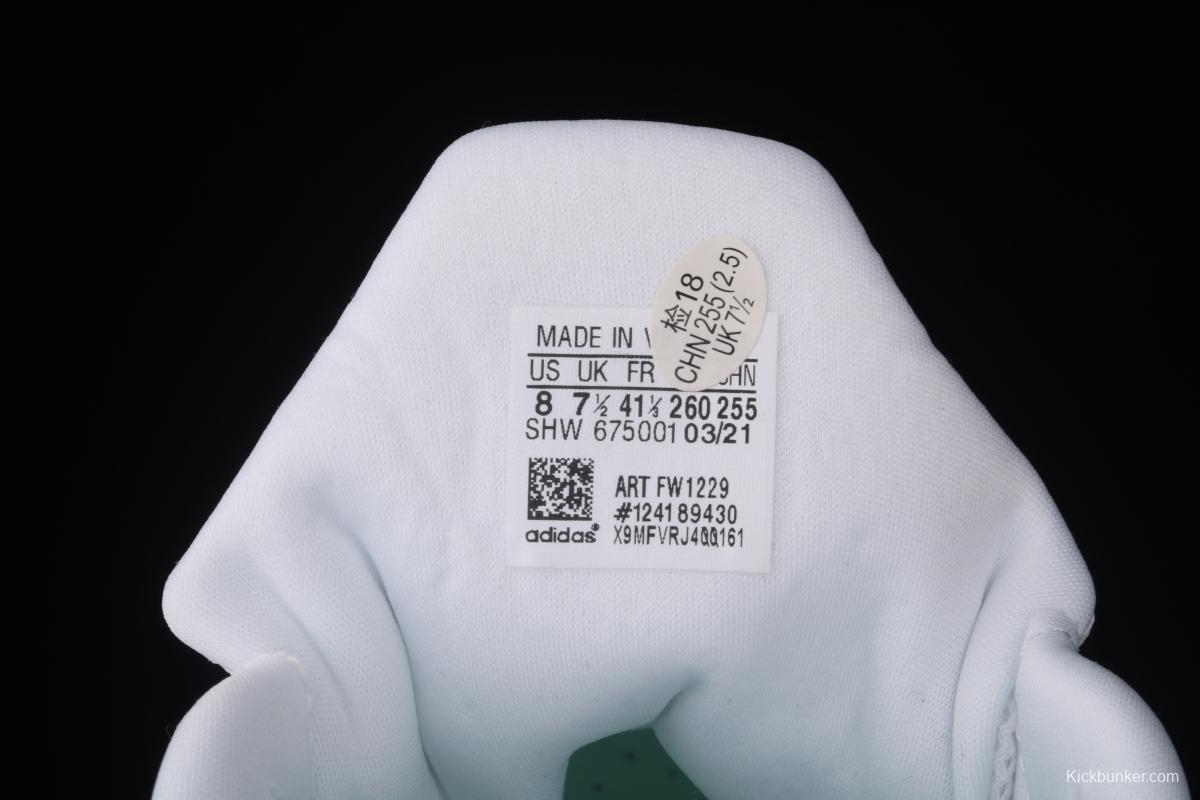 检18
CHN 255 (2.5)
UK 7½
MADE IN V
US UK FR CHN
8 7½ 41⅓ 260 255
SHW 675001 03/21
ART FW1229
#124189430
adidas®
X9MFVRJ4QQ161
Kickbunker.com